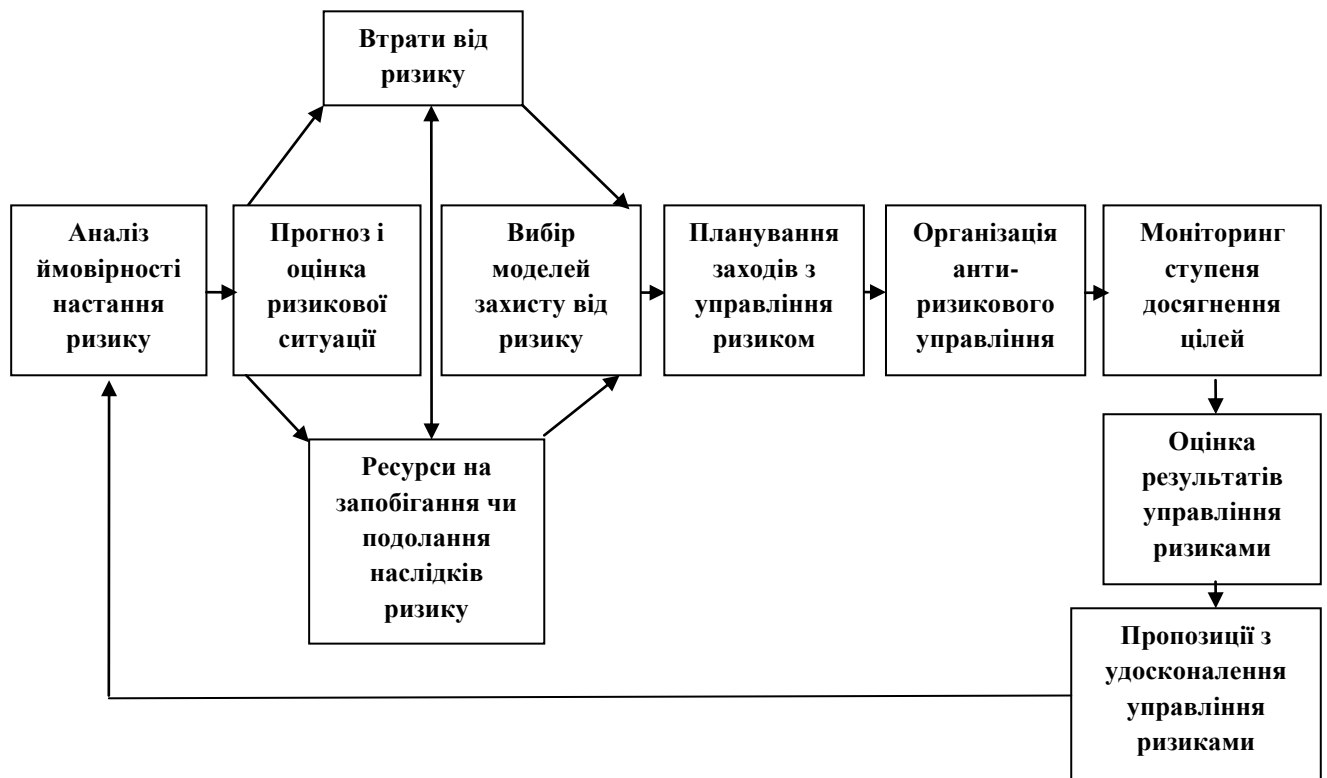 Втрати від
ризику
Аналіз
ймовірності
настання
ризику
Прогноз і
оцінка
ризикової
ситуації
Вибір
моделей
захисту від
ризику
Планування
заходів з
управління
ризиком
Організація
анти-
ризикового
управління
Моніторинг
ступеня
досягнення
цілей
Ресурси на
запобігання чи
подолання
наслідків
ризику
Оцінка
результатів
управління
ризиками
Пропозиції з
удосконалення
управління
ризиками